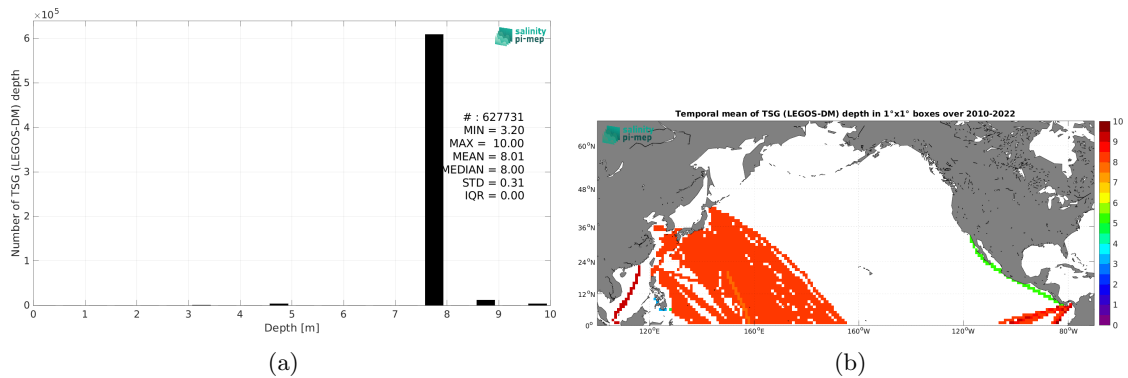 ×10⁵
6
5
4
3
2
1
0
Number of TSG (LEGOS-DM) depth
salinity
pi-mep
# : 627731
MIN = 3.20
MAX = 10.00
MEAN = 8.01
MEDIAN = 8.00
STD = 0.31
IQR = 0.00
0 1 2 3 4 5 6 7 8 9 10
Depth [m]
(a)
Temporal mean of TSG (LEGOS-DM) depth in 1°x1° boxes over 2010-2022
salinity
pi-mep
60°N
48°N
36°N
24°N
12°N
0°
120°E 160°E 160°W 120°W 80°W
10
9
8
7
6
5
4
3
2
1
0
(b)